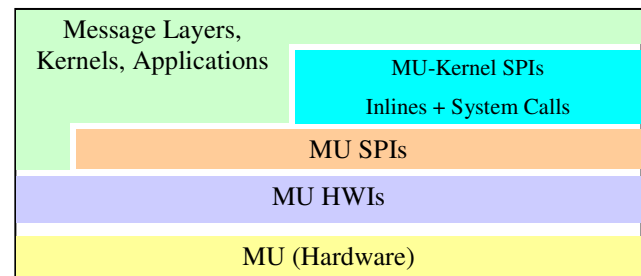 Message Layers,
Kernels, Applications
MU-Kernel SPIs
Inlines + System Calls
MU SPIs
MU HWIs
MU (Hardware)